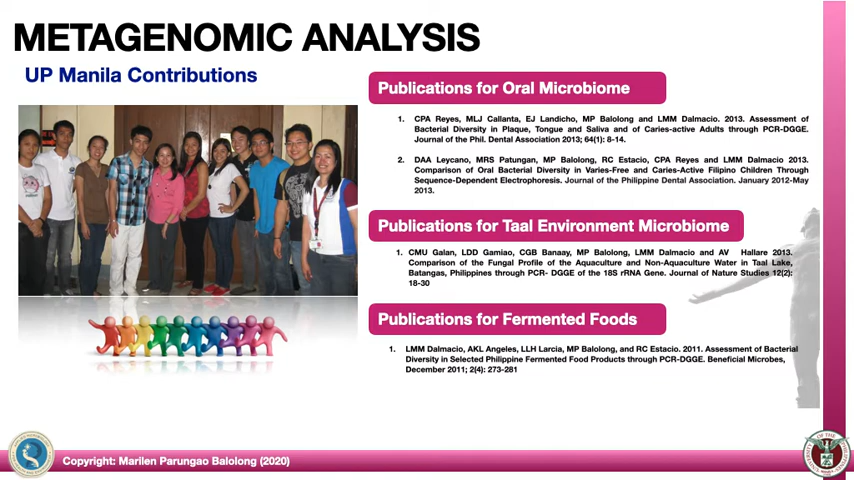 METAGENOMIC ANALYSIS
UP Manila Contributions
Publications for Oral Microbiome
1. CPA Reyes, MLJ Callanta, EJ Landicho, MP Balolong and LMM Dalmacio. 2013. Assessment of
Bacterial Diversity in Plaque, Tongue and Saliva and of Caries-active Adults through PCR-DGGE.
Journal of the Phil. Dental Association 2013; 64(1): 8-14.
2. DAA Leycano, MRS Patungan, MP Balolong, RC Estacio, CPA Reyes and LMM Dalmacio 2013.
Comparison of Oral Bacterial Diversity in Varies-Free and Caries-Active Filipino Children Through
Sequence-Dependent Electrophoresis. Journal of the Philippine Dental Association. January 2012-May
2013.
Publications for Taal Environment Microbiome
1. CMU Galan, LDD Gamiao, CGB Banaay, MP Balolong, LMM Dalmacio and AV Hallare 2013.
Comparison of the Fungal Profile of the Aquaculture and Non-Aquaculture Water in Taal Lake,
Batangas, Philippines through PCR- DGGE of the 18S rRNA Gene. Journal of Nature Studies 12(2):
18-30
Publications for Fermented Foods
1. LMM Dalmacio, AKL Angeles, LLH Larcia, MP Balolong, and RC Estacio. 2011. Assessment of Bacterial
Diversity in Selected Philippine Fermented Food Products through PCR-DGGE. Beneficial Microbes,
December 2011; 2(4): 273-281
Copyright: Marilen Parungao Balolong (2020)